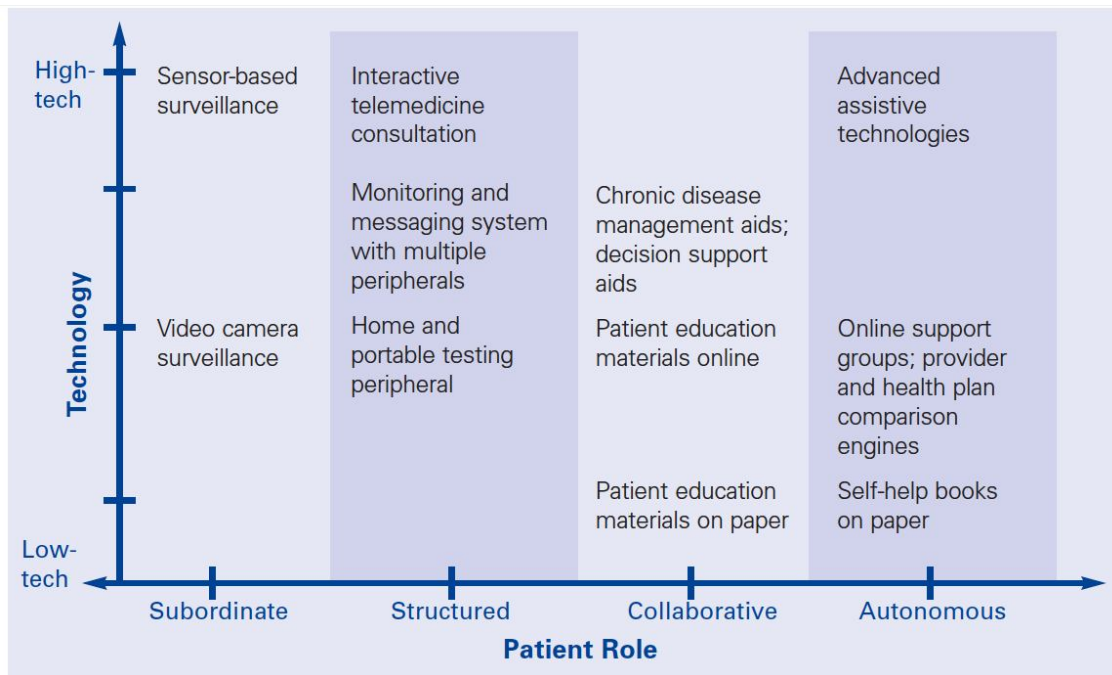 High-
tech
Sensor-based
surveillance
Interactive
telemedicine
consultation
Advanced
assistive
technologies
Monitoring and
messaging system
with multiple
peripherals
Chronic disease
management aids;
decision support
aids
Technology
Video camera
surveillance
Home and
portable testing
peripheral
Patient education
materials online
Online support
groups; provider
and health plan
comparison
engines
Patient education
materials on paper
Self-help books
on paper
Low-
tech
Subordinate
Structured
Collaborative
Autonomous
Patient Role